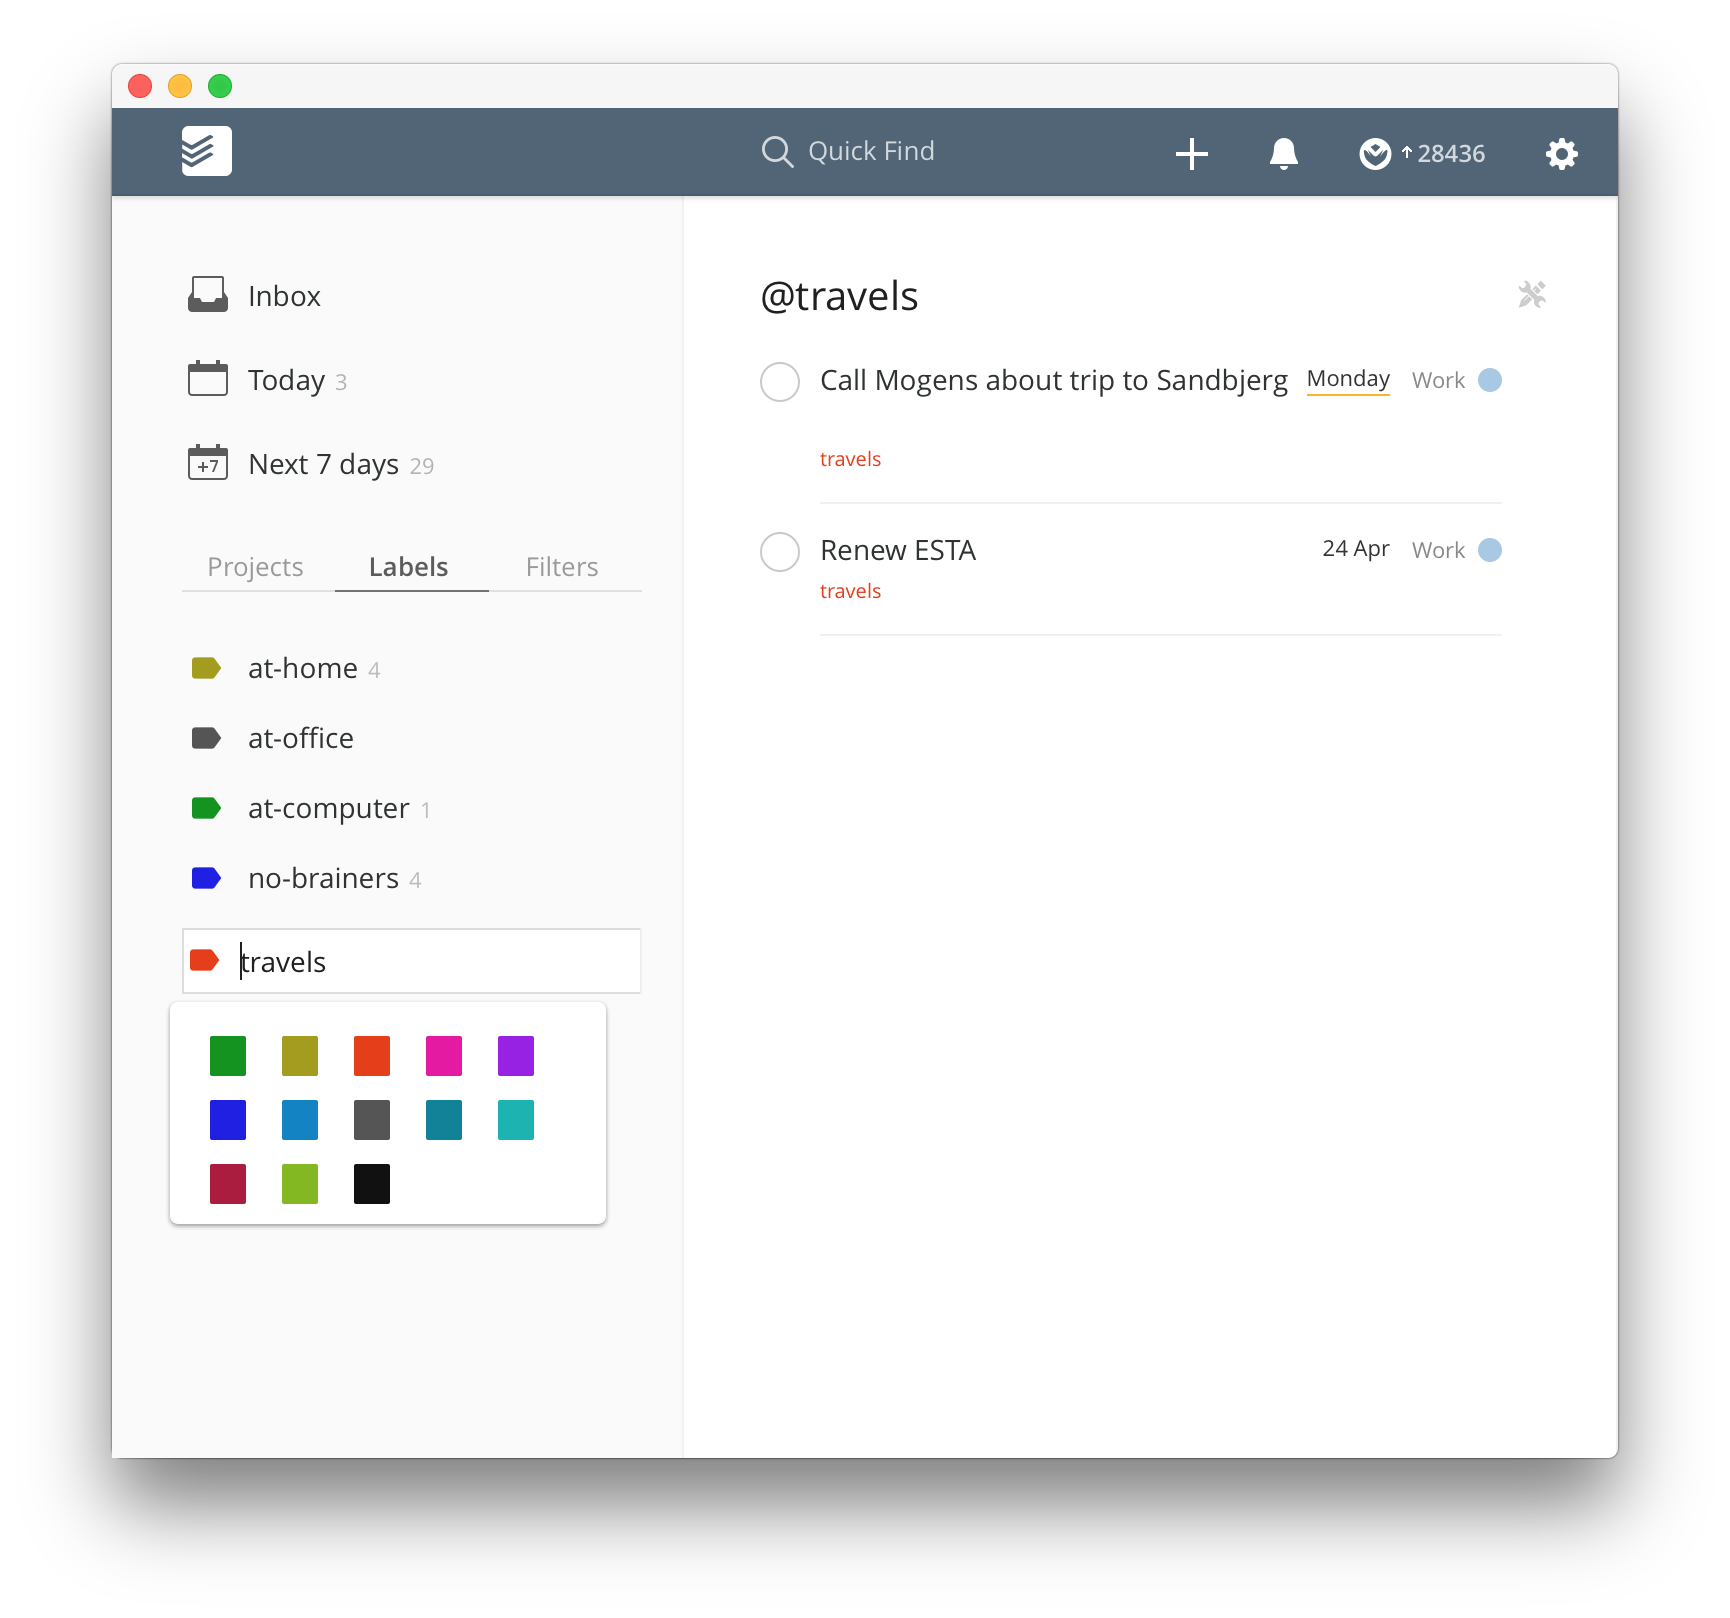 Quick Find
28436
Inbox
Today 3
+7
Next 7 days 29
Projects Labels Filters
at-home 4
at-office
at-computer 1
no-brainers 4
travels
@travels
Call Mogens about trip to Sandbjerg Monday Work
travels
Renew ESTA 24 Apr Work
travels